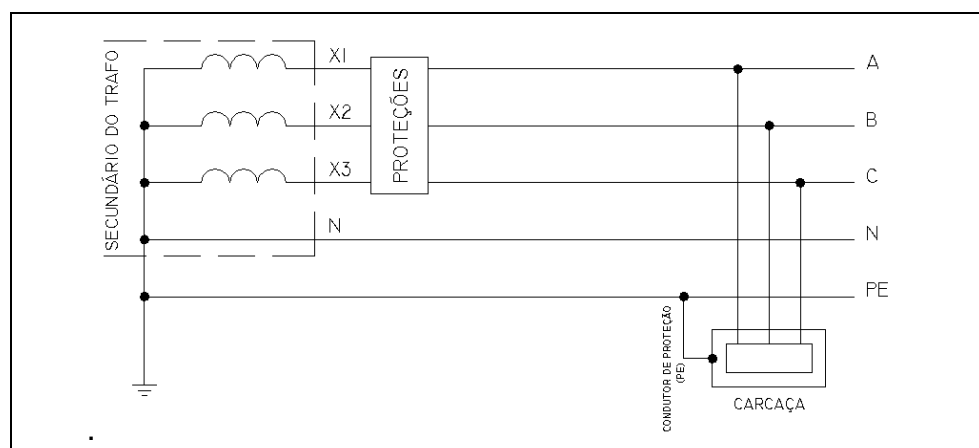 SECUNDÁRIO DO TRAFO
X1
X2
X3
N
PROTEÇÕES
A
B
C
N
PE
CONDUTOR DE PROTEÇÃO
(PE)
CARCAÇA